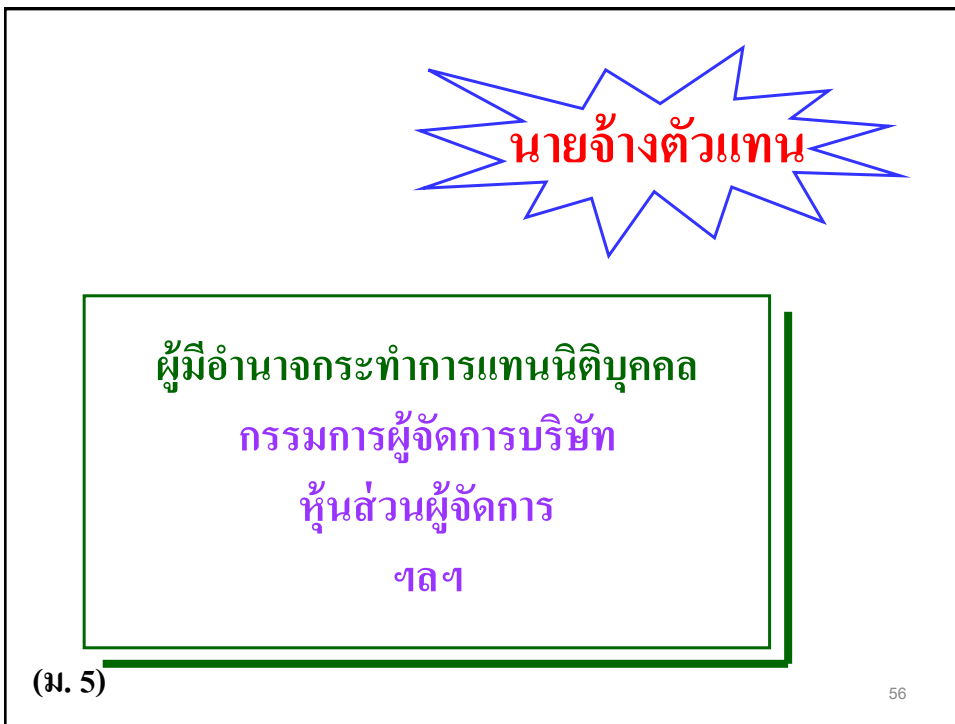 นายจ้างตัวแทน
ผู้มีอำนาจกระทำการแทนนิติบุคคล
กรรมการผู้จัดการบริษัท
หุ้นส่วนผู้จัดการ
ฯลฯ
(ม. 5)
56